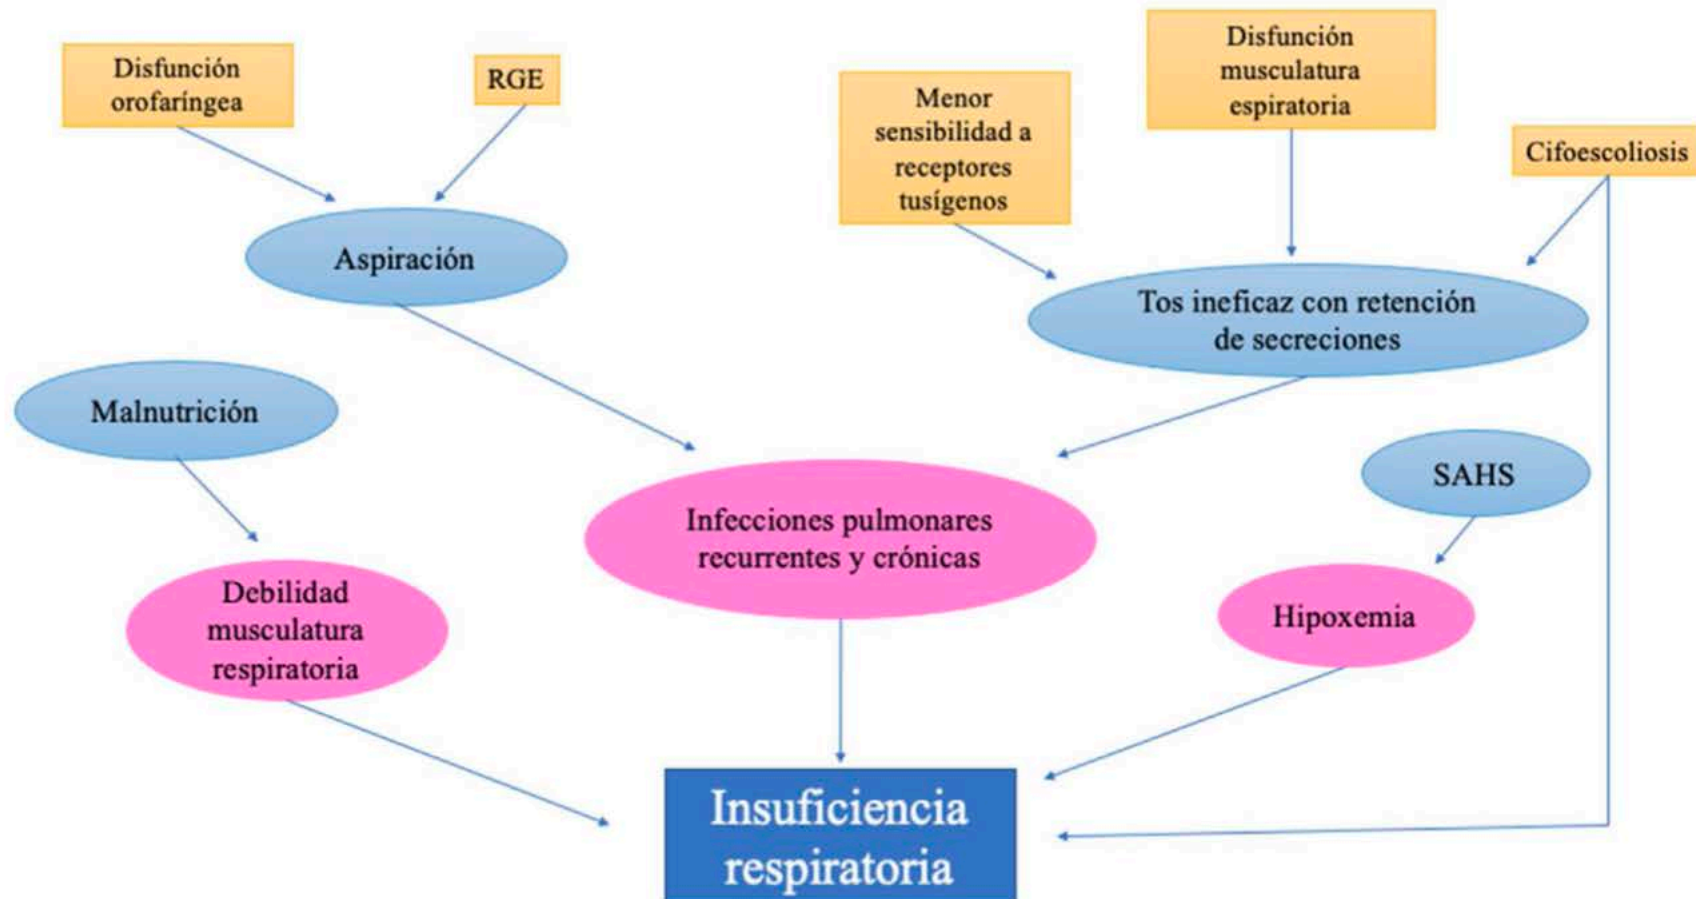 Disfunción
orofaríngea
RGE
Menor
sensibilidad a
receptores
tusígenos
Disfunción
musculatura
espiratoria
Cifoescoliosis
Aspiración
Tos ineficaz con retención
de secreciones
Malnutrición
SAHS
Infecciones pulmonares
recurrentes y crónicas
Debilidad
musculatura
respiratoria
Hipoxemia
Insuficiencia
respiratoria